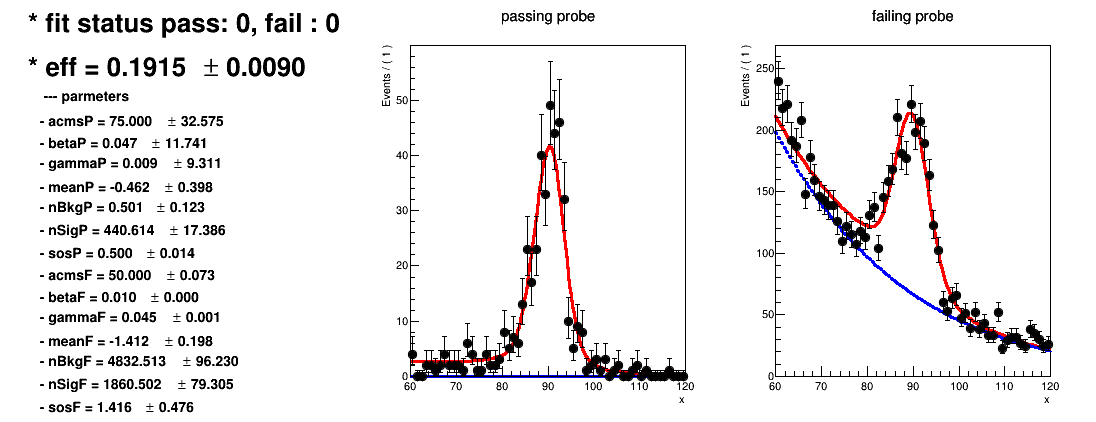 * fit status pass: 0, fail : 0
* eff = 0.1915 ± 0.0090
--- parmeters
- acmsP = 75.000 ± 32.575
- betaP = 0.047 ± 11.741
- gammaP = 0.009 ± 9.311
- meanP = -0.462 ± 0.398
- nBkgP = 0.501 ± 0.123
- nSigP = 440.614 ± 17.386
- sosP = 0.500 ± 0.014
- acmsF = 50.000 ± 0.073
- betaF = 0.010 ± 0.000
- gammaF = 0.045 ± 0.001
- meanF = -1.412 ± 0.198
- nBkgF = 4832.513 ± 96.230
- nSigF = 1860.502 ± 79.305
- sosF = 1.416 ± 0.476
passing probe
Events / ( 1 )
50
40
30
20
10
0
60 70 80 90 100 110 120
x
failing probe
Events / ( 1 )
250
200
150
100
50
0
60 70 80 90 100 110 120
x